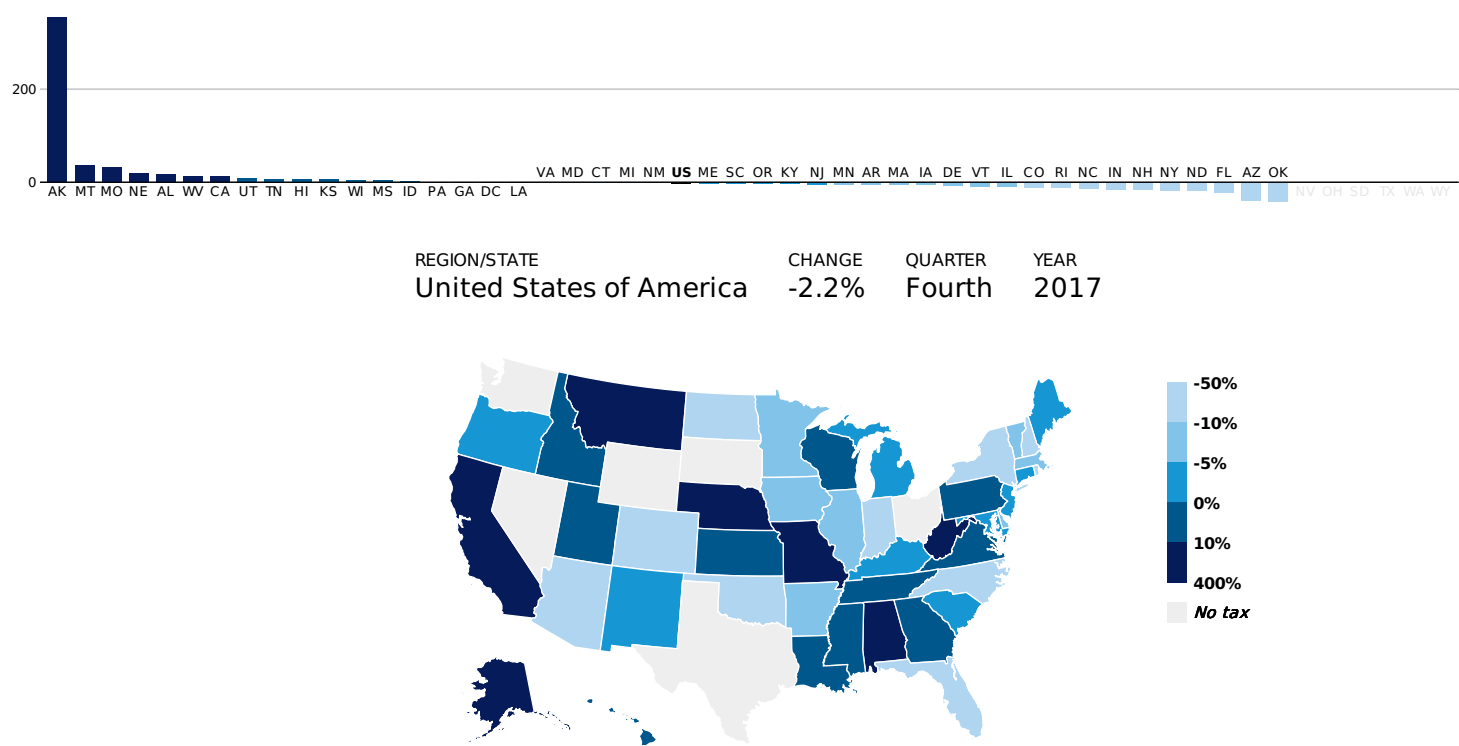 200
VA MD CT MI NM US ME SC OR KY NJ MN AR MA IA DE VT IL CO RI NC IN NH NY ND FL AZ OK
0
AK MT MO NE AL WV CA UT TN HI KS WI MS ID PA GA DC LA NV OH SD TX WA WY
REGION/STATE CHANGE QUARTER YEAR
United States of America -2.2% Fourth 2017
-50%
-10%
-5%
0%
10%
400%
No tax